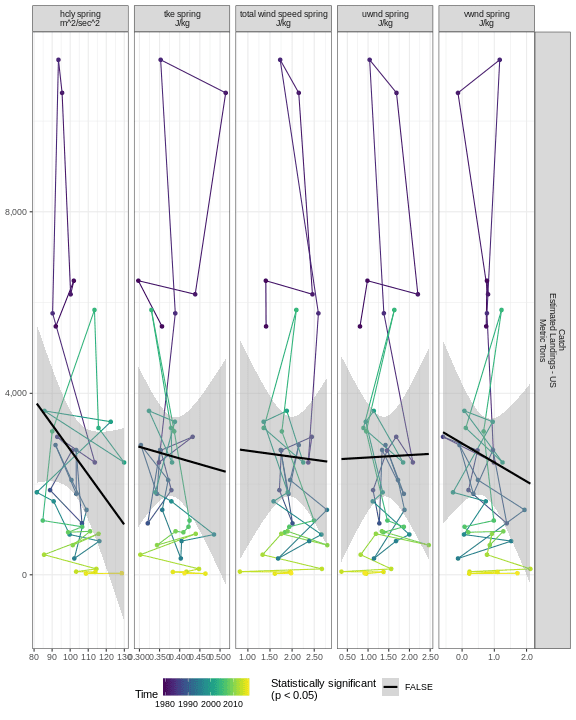 hcly spring
m^2/sec^2
tke spring
J/kg
total wind speed spring
J/kg
uwnd spring
J/kg
vwnd spring
J/kg
8,000
4,000
0
Catch
Estimated Landings - US
Metric Tons
80 90 100 110 120 130
0.300 0.350 0.400 0.450 0.500
1.00 1.50 2.00 2.50
0.50 1.00 1.50 2.00 2.50
0.0 1.0 2.0
Time
1980 1990 2000 2010
Statistically significant
(p < 0.05)
FALSE